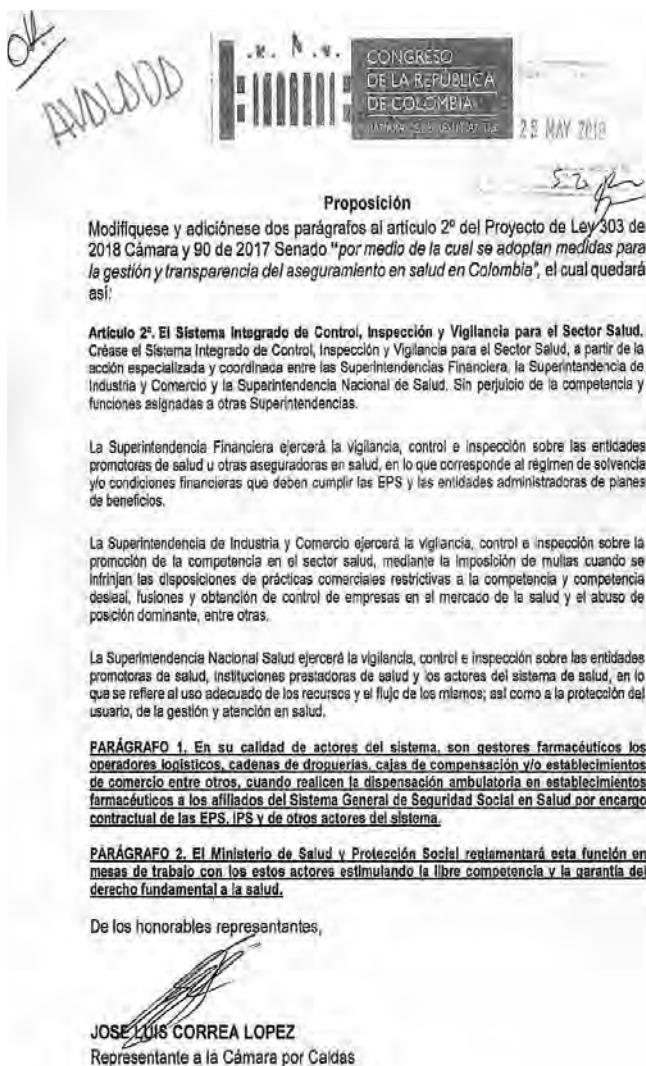 OK.
AVALADO
CONGRESO
DE LA REPÚBLICA
DE COLOMBIA
25 MAY 2018
Proposición
Modifíquese y adiciónese dos parágrafos al artículo 2º del Proyecto de Ley 303 de
2018 Cámara y 90 de 2017 Senado "por medio de la cual se adoptan medidas para
la gestión y transparencia del aseguramiento en salud en Colombia", el cual quedará
así:
Artículo 2º. El Sistema Integrado de Control, Inspección y Vigilancia para el Sector Salud.
Créase el Sistema Integrado de Control, Inspección y Vigilancia para el Sector Salud, a partir de la
acción especializada y coordinada entre las Superintendencias Financiera, la Superintendencia de
Industria y Comercio y la Superintendencia Nacional de Salud. Sin perjuicio de la competencia y
funciones asignadas a otras Superintendencias.
La Superintendencia Financiera ejercerá la vigilancia, control e inspección sobre las entidades
promotoras de salud u otras aseguradoras en salud, en lo que corresponde al régimen de solvencia
y/o condiciones financieras que deben cumplir las EPS y las entidades administradoras de planes
de beneficios.
La Superintendencia de Industria y Comercio ejercerá la vigilancia, control e inspección sobre la
promoción de la competencia en el sector salud, mediante la imposición de multas cuando se
infrinjan las disposiciones de prácticas comerciales restrictivas a la competencia y competencia
desleal, fusiones y obtención de control de empresas en el mercado de la salud y el abuso de
posición dominante, entre otras.
La Superintendencia Nacional Salud ejercerá la vigilancia, control e inspección sobre las entidades
promotoras de salud, instituciones prestadoras de salud y los actores del sistema de salud, en lo
que se refiere al uso adecuado de los recursos y el flujo de los mismos; así como a la protección del
usuario, de la gestión y atención en salud.
PARÁGRAFO 1. En su calidad de actores del sistema, son gestores farmacéuticos los
operadores logísticos, cadenas de droguerías, cajas de compensación y/o establecimientos
de comercio entre otros, cuando realicen la dispensación ambulatoria en establecimientos
farmacéuticos a los afiliados del Sistema General de Seguridad Social en Salud por encargo
contractual de las EPS, IPS y de otros actores del sistema.
PARÁGRAFO 2. El Ministerio de Salud y Protección Social reglamentará esta función en
mesas de trabajo con los estos actores estimulando la libre competencia y la garantía del
derecho fundamental a la salud.
De los honorables representantes,
JOSE LUIS CORREA LOPEZ
Representante a la Cámara por Caldas